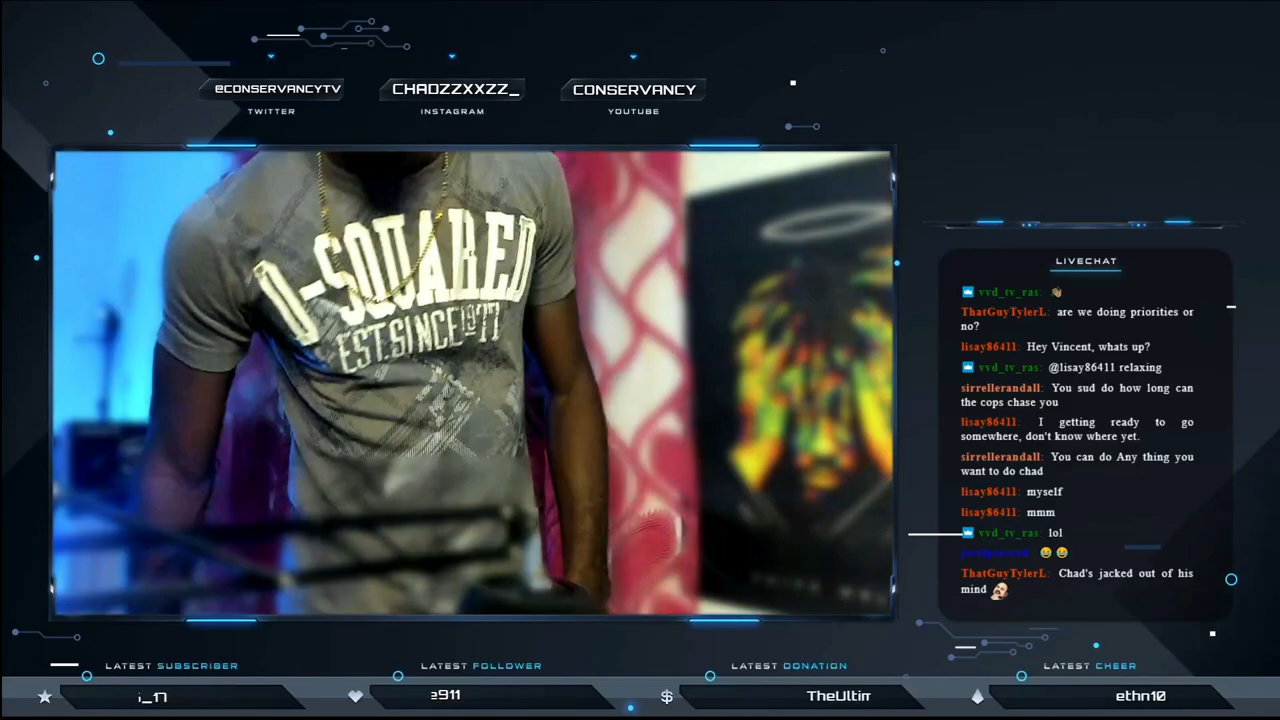 @CONSERVANCYTV
TWITTER
CHADZZXXZZ_
INSTAGRAM
CONSERVANCY
YOUTUBE
D-SQUARED
EST.SINCE1977
LIVECHAT
vvd_tv_ras:
ThatGuyTylerL: are we doing priorities or
no?
lisay86411: Hey Vincent, whats up?
vvd_tv_ras: @lisay86411 relaxing
sirrellerandall: You sud do how long can
the cops chase you
lisay86411: I getting ready to go
somewhere, don't know where yet.
sirrellerandall: You can do Any thing you
want to do chad
lisay86411: myself
lisay86411: mmm
vvd_tv_ras: lol
ThatGuyTylerL: Chad's jacked out of his
mind
LATEST SUBSCRIBER
i_17
LATEST FOLLOWER
e911
LATEST DONATION
$
TheUltim
LATEST CHEER
ethn10